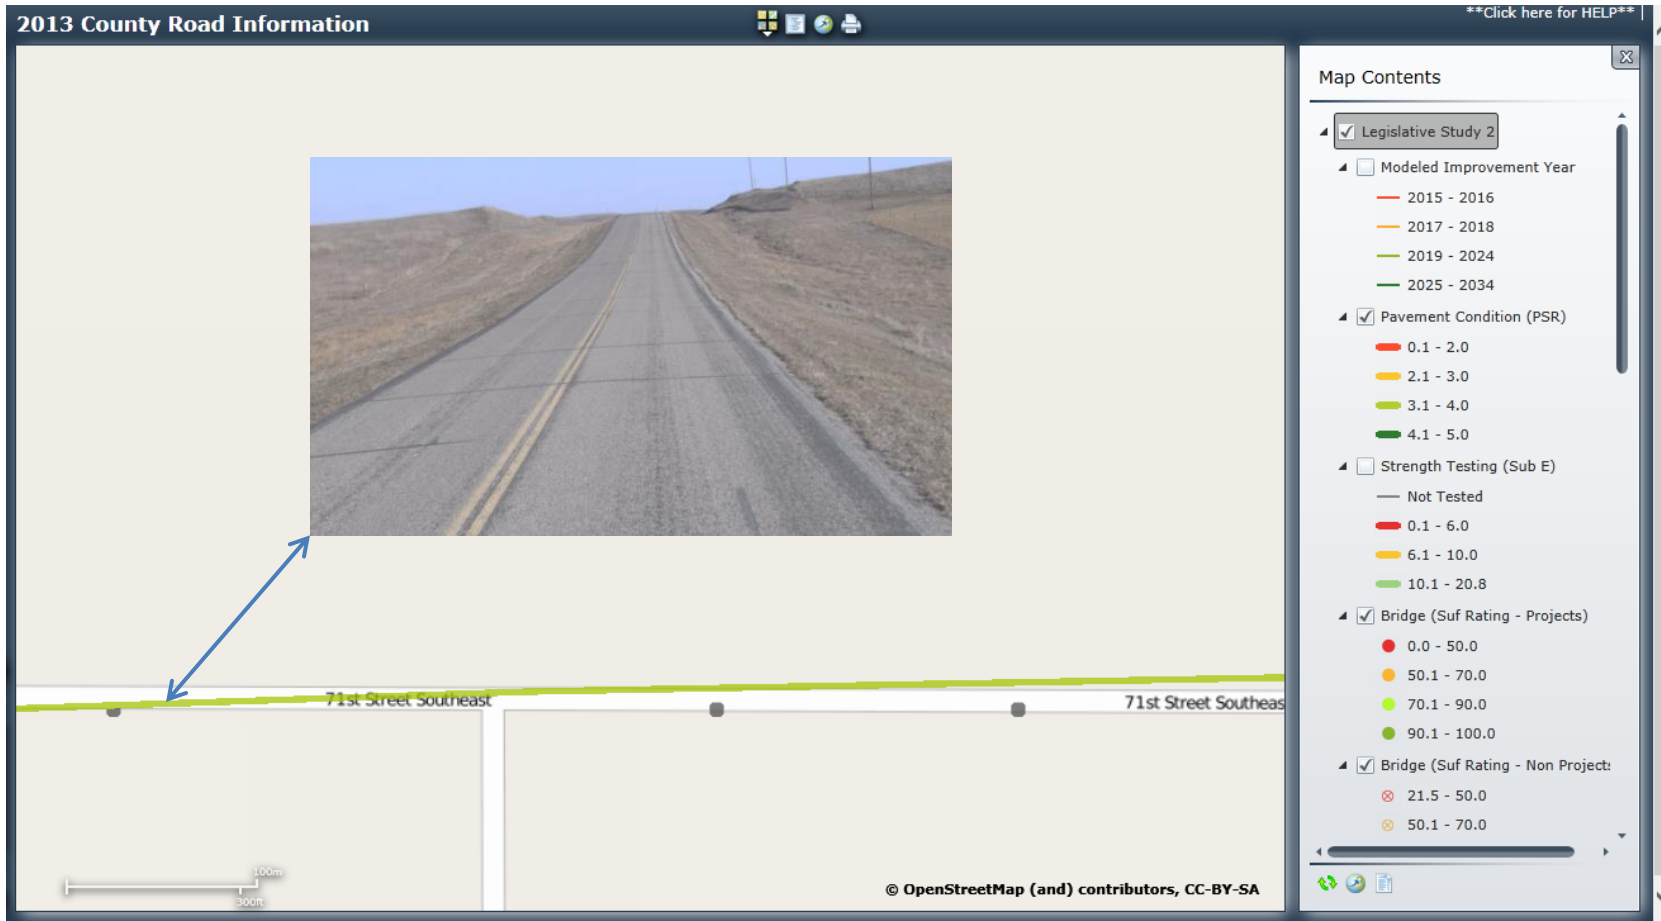 2013 County Road Information
**Click here for HELP** |
71st Street Southeast
71st Street Southeas
100m
300ft
© OpenStreetMap (and) contributors, CC-BY-SA
Map Contents
Legislative Study 2
Modeled Improvement Year
2015 - 2016
2017 - 2018
2019 - 2024
2025 - 2034
Pavement Condition (PSR)
0.1 - 2.0
2.1 - 3.0
3.1 - 4.0
4.1 - 5.0
Strength Testing (Sub E)
Not Tested
0.1 - 6.0
6.1 - 10.0
10.1 - 20.8
Bridge (Suf Rating - Projects)
0.0 - 50.0
50.1 - 70.0
70.1 - 90.0
90.1 - 100.0
Bridge (Suf Rating - Non Projects
21.5 - 50.0
50.1 - 70.0